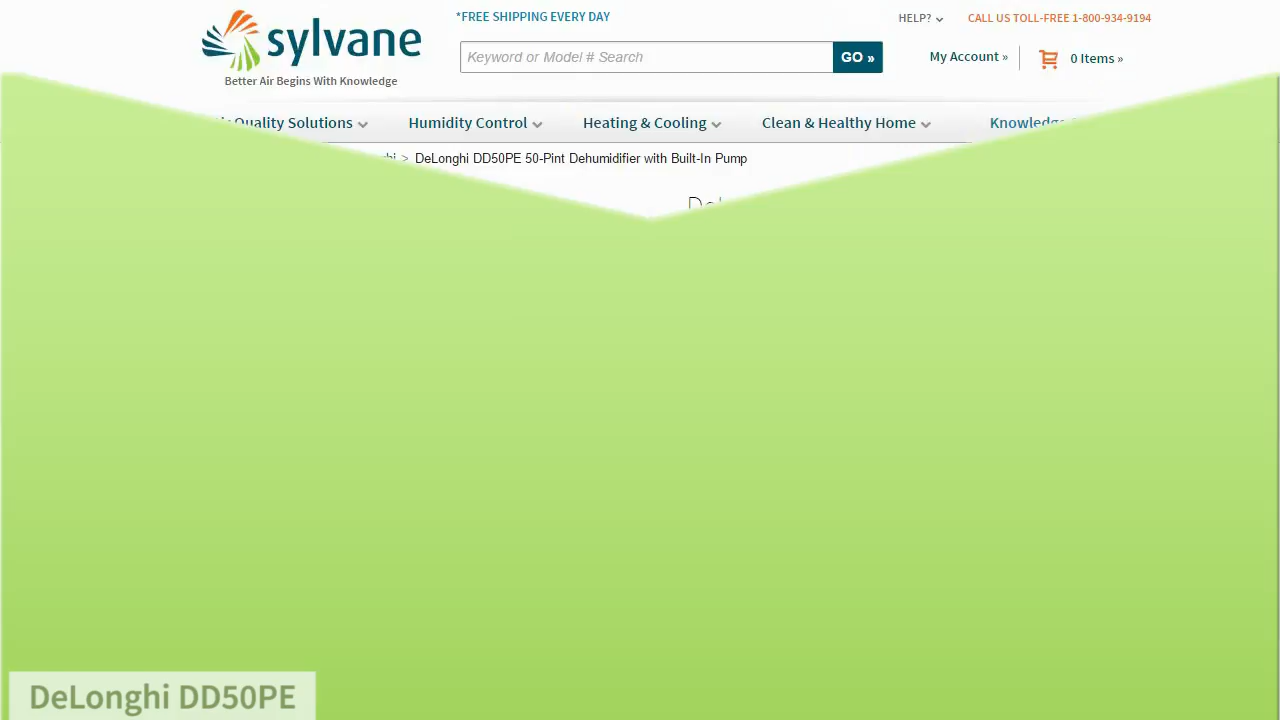 *FREE SHIPPING EVERY DAY
HELP?
CALL US TOLL-FREE 1-800-934-9194
sylvane
Better Air Begins With Knowledge
Keyword or Model # Search
GO »
My Account »
0 Items »
Quality Solutions
Humidity Control
Heating & Cooling
Clean & Healthy Home
Knowledge
> DeLonghi DD50PE 50-Pint Dehumidifier with Built-In Pump
DeLonghi DD50PE